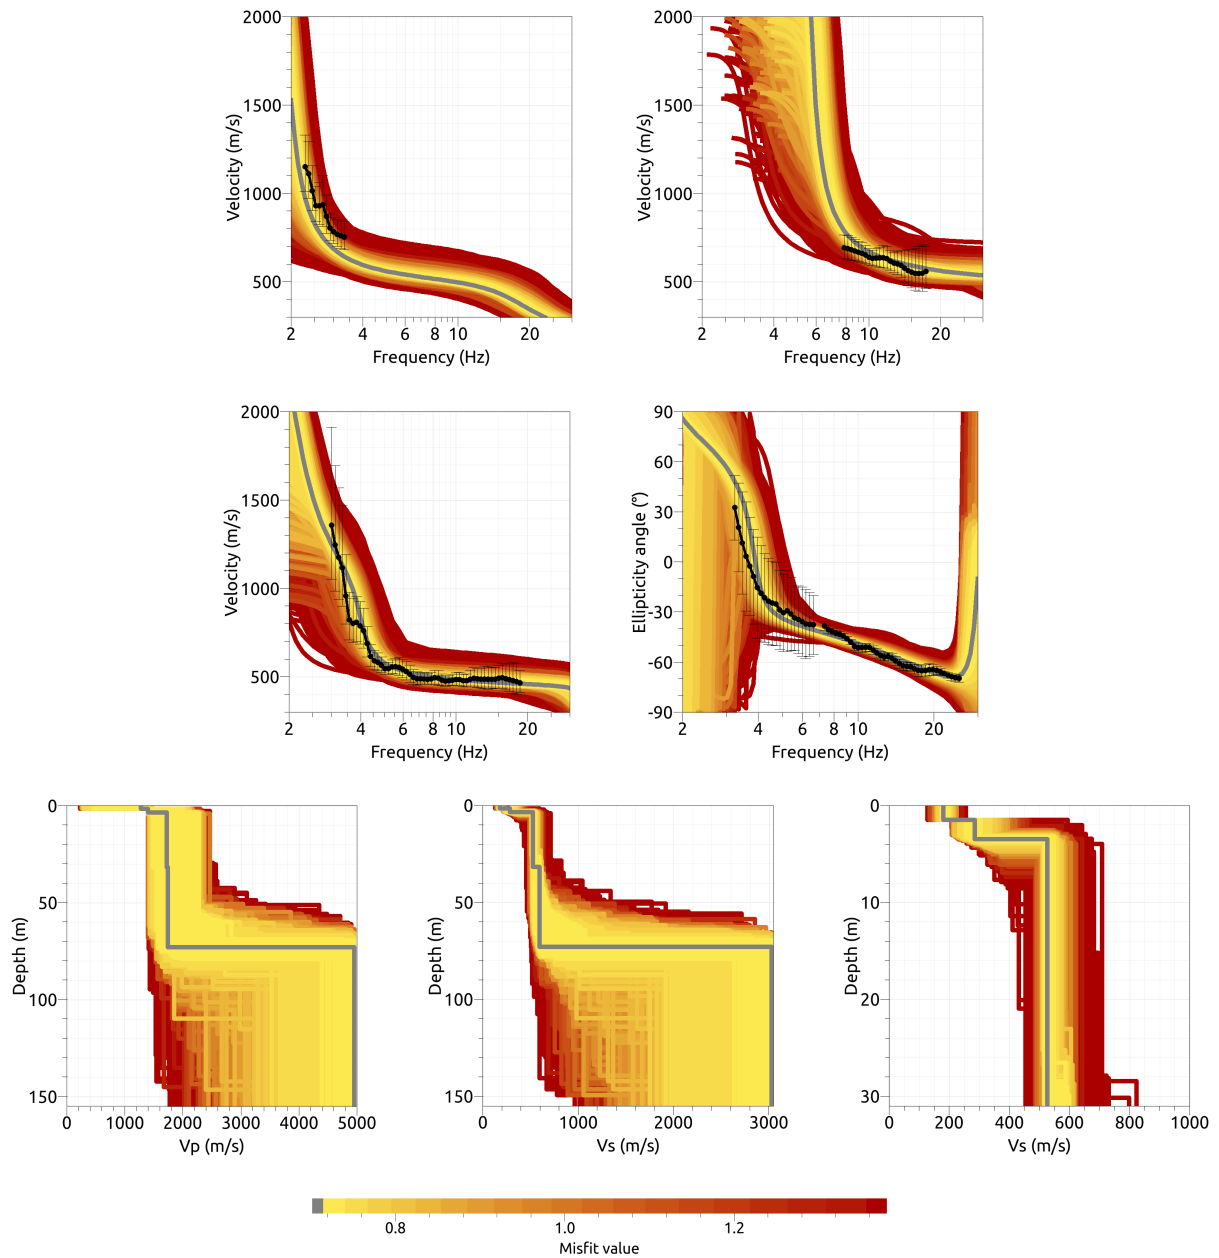 2000
1500
1000
500
Velocity (m/s)
2 4 6 8 10 20
Frequency (Hz)
2000
1500
1000
500
Velocity (m/s)
2 4 6 8 10 20
Frequency (Hz)
2000
1500
1000
500
Velocity (m/s)
2 4 6 8 10 20
Frequency (Hz)
90
60
30
0
-30
-60
-90
Ellipticity angle (°)
2 4 6 8 10 20
Frequency (Hz)
0
50
100
150
Depth (m)
0 1000 2000 3000 4000 5000
Vp (m/s)
0
50
100
150
Depth (m)
0 1000 2000 3000
Vs (m/s)
0
10
20
30
Depth (m)
0 200 400 600 800 1000
Vs (m/s)
0.8 1.0 1.2
Misfit value